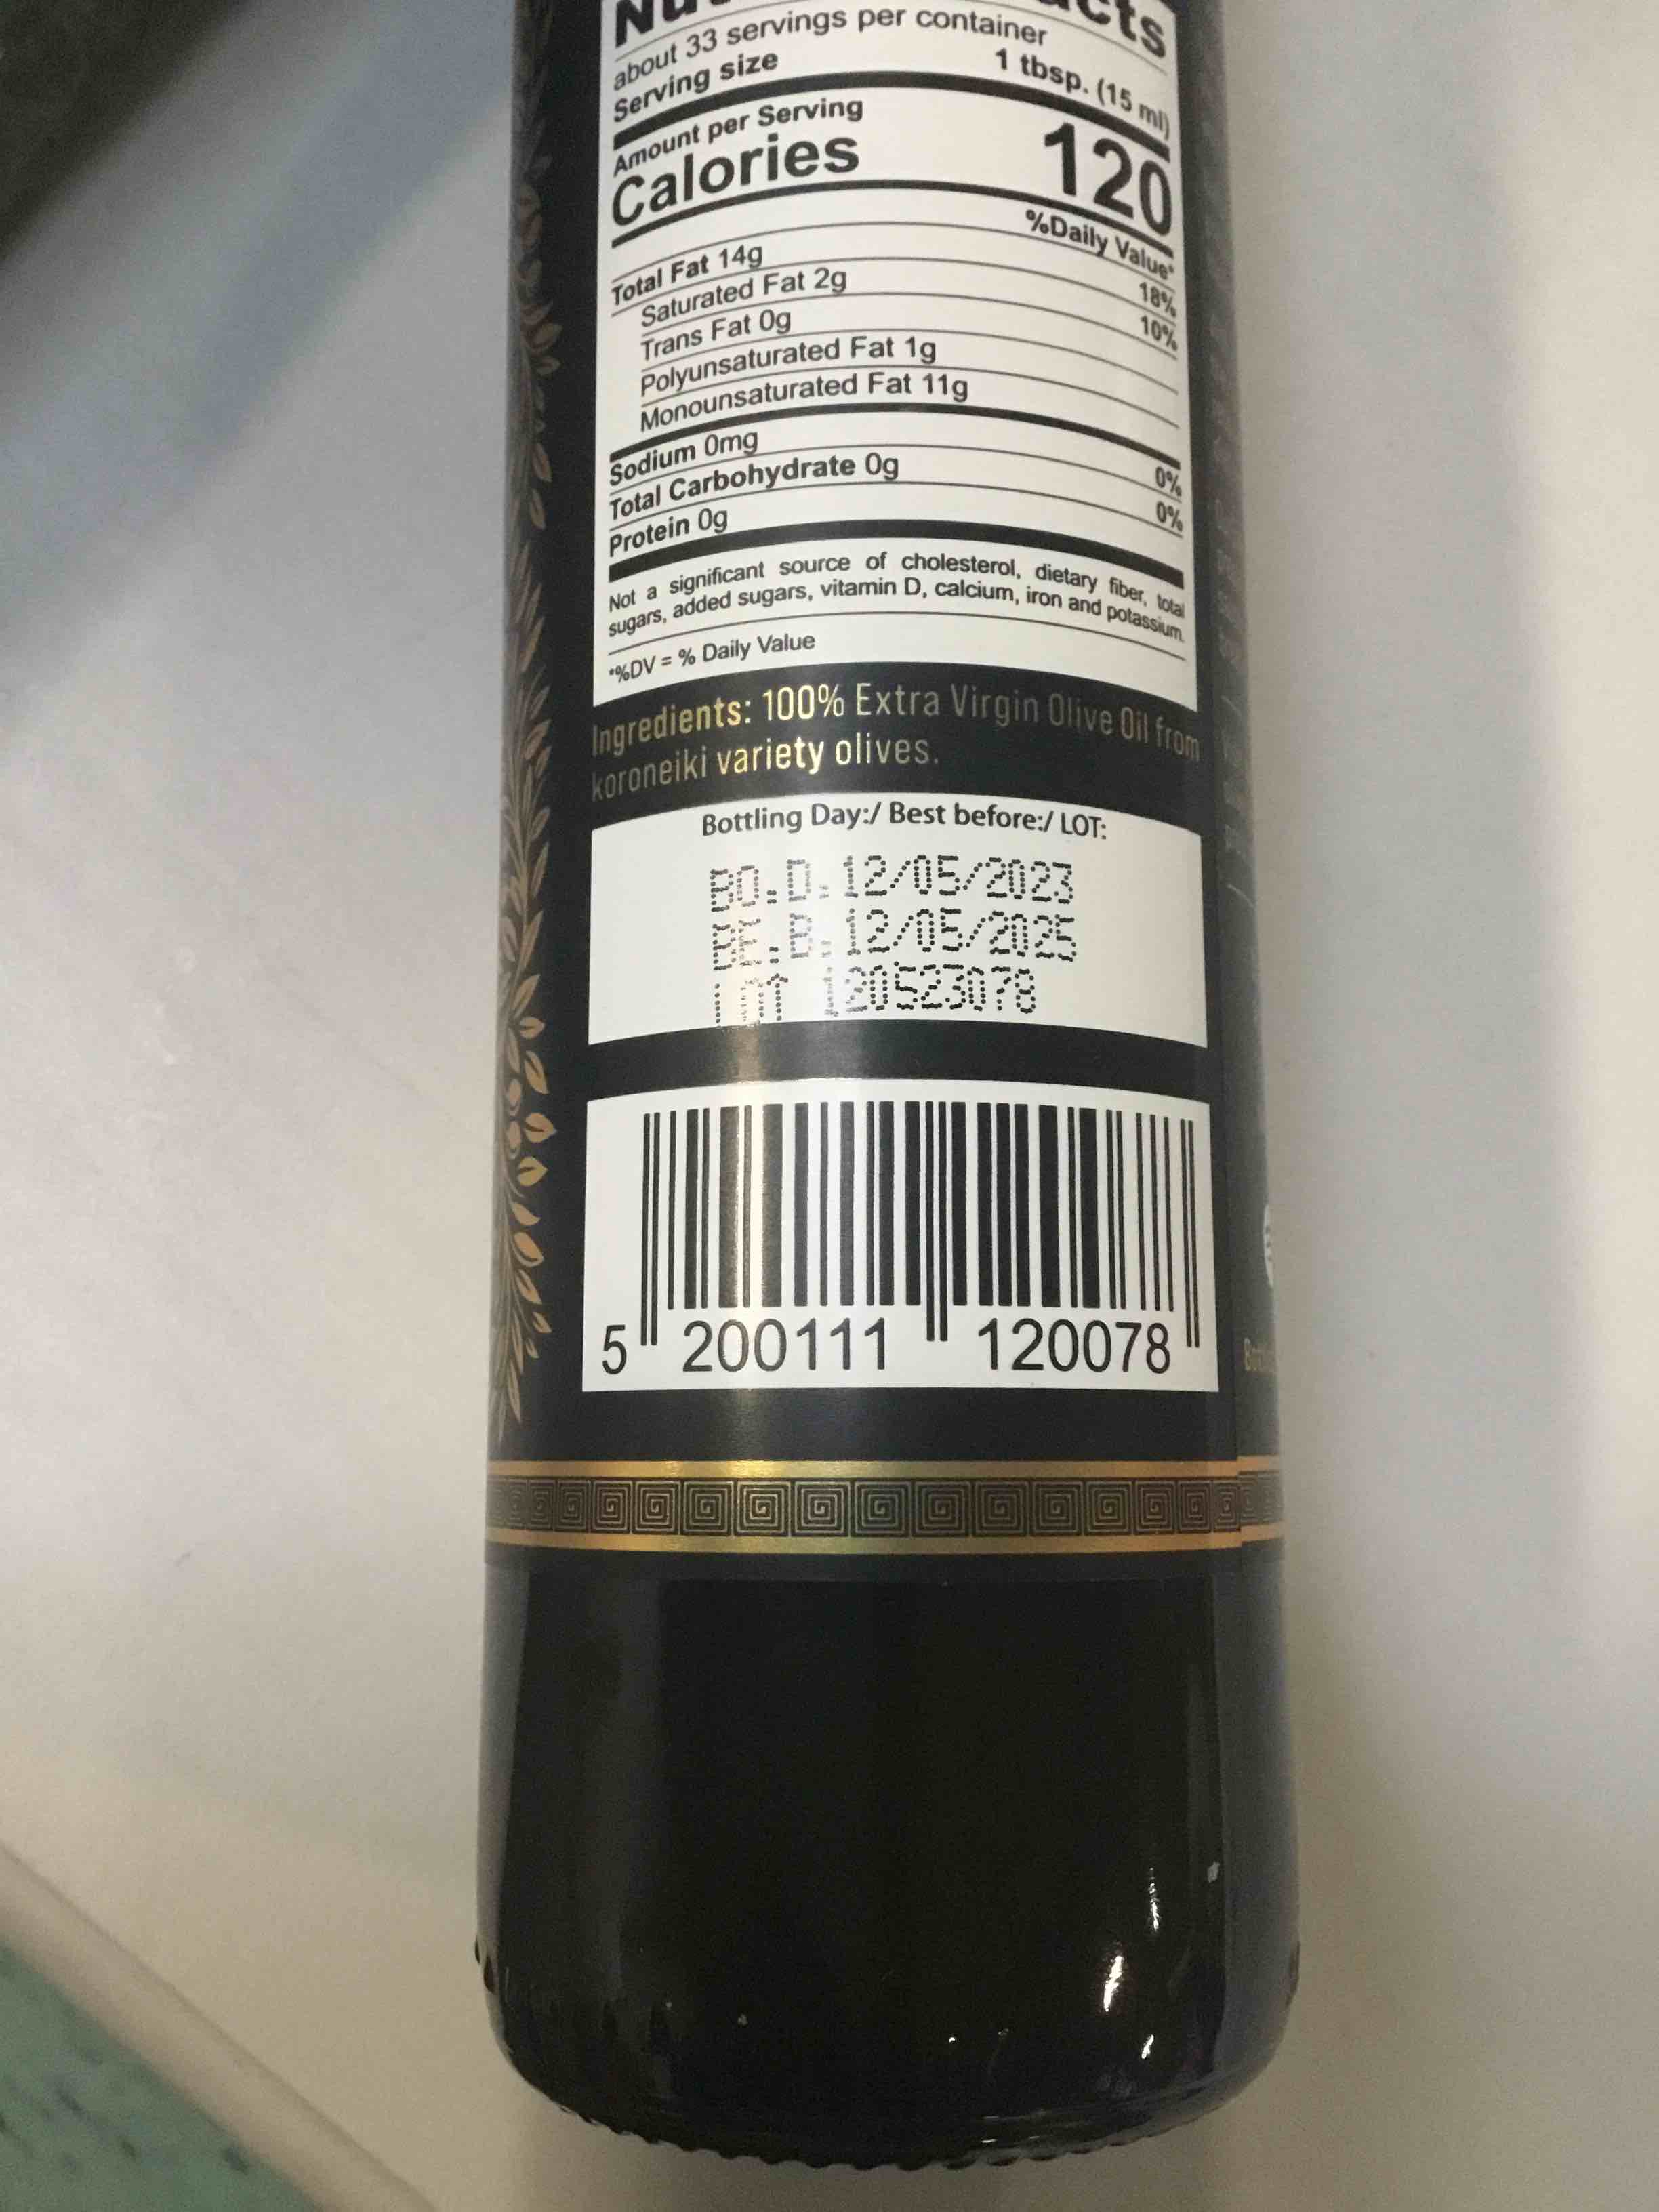 about 33 servings per container
Serving size 1 tbsp. (15 ml)
Amount per Serving
Calories 120
%Daily Value*
Total Fat 14g 18%
Saturated Fat 2g 10%
Trans Fat 0g
Polyunsaturated Fat 1g
Monounsaturated Fat 11g
Sodium 0mg 0%
Total Carbohydrate 0g 0%
Protein 0g
Not a significant source of cholesterol, dietary fiber, total
sugars, added sugars, vitamin D, calcium, iron and potassium.
*%DV = % Daily Value
Ingredients: 100% Extra Virgin Olive Oil from
koroneiki variety olives.
Bottling Day:/ Best before:/ LOT:
BO.D.12/05/2023
BE.B.12/05/2025
LOT 120523078
5 200111 120078